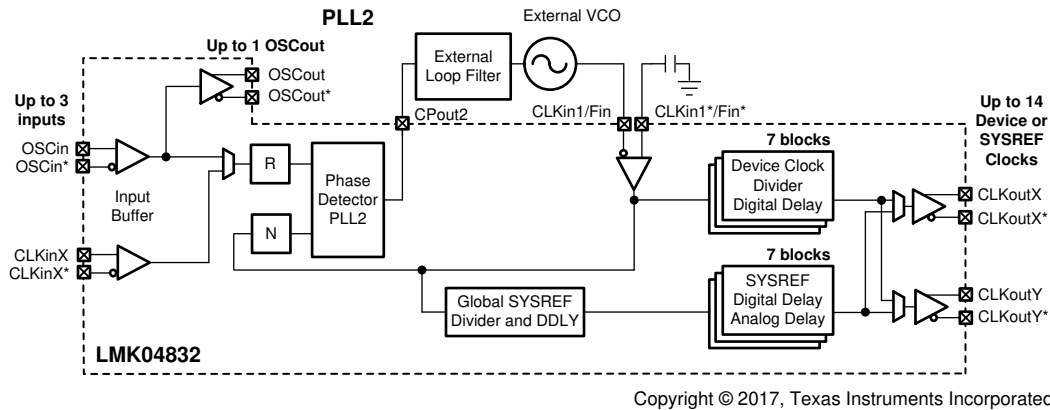 PLL2
External VCO
Up to 1 OSCout
OSCout
OSCout*
External
Loop Filter
Up to 3
inputs
CPout2
CLKin1/Fin
CLKin1*/Fin*
Up to 14
Device or
SYSREF
Clocks
OSCin
OSCin*
Input
Buffer
R
N
Phase
Detector
PLL2
7 blocks
Device Clock
Divider
Digital Delay
CLKoutX
CLKoutX*
CLKinX
CLKinX*
7 blocks
SYSREF
Digital Delay
Analog Delay
Global SYSREF
Divider and DDLY
CLKoutY
CLKoutY*
LMK04832
Copyright © 2017, Texas Instruments Incorporated